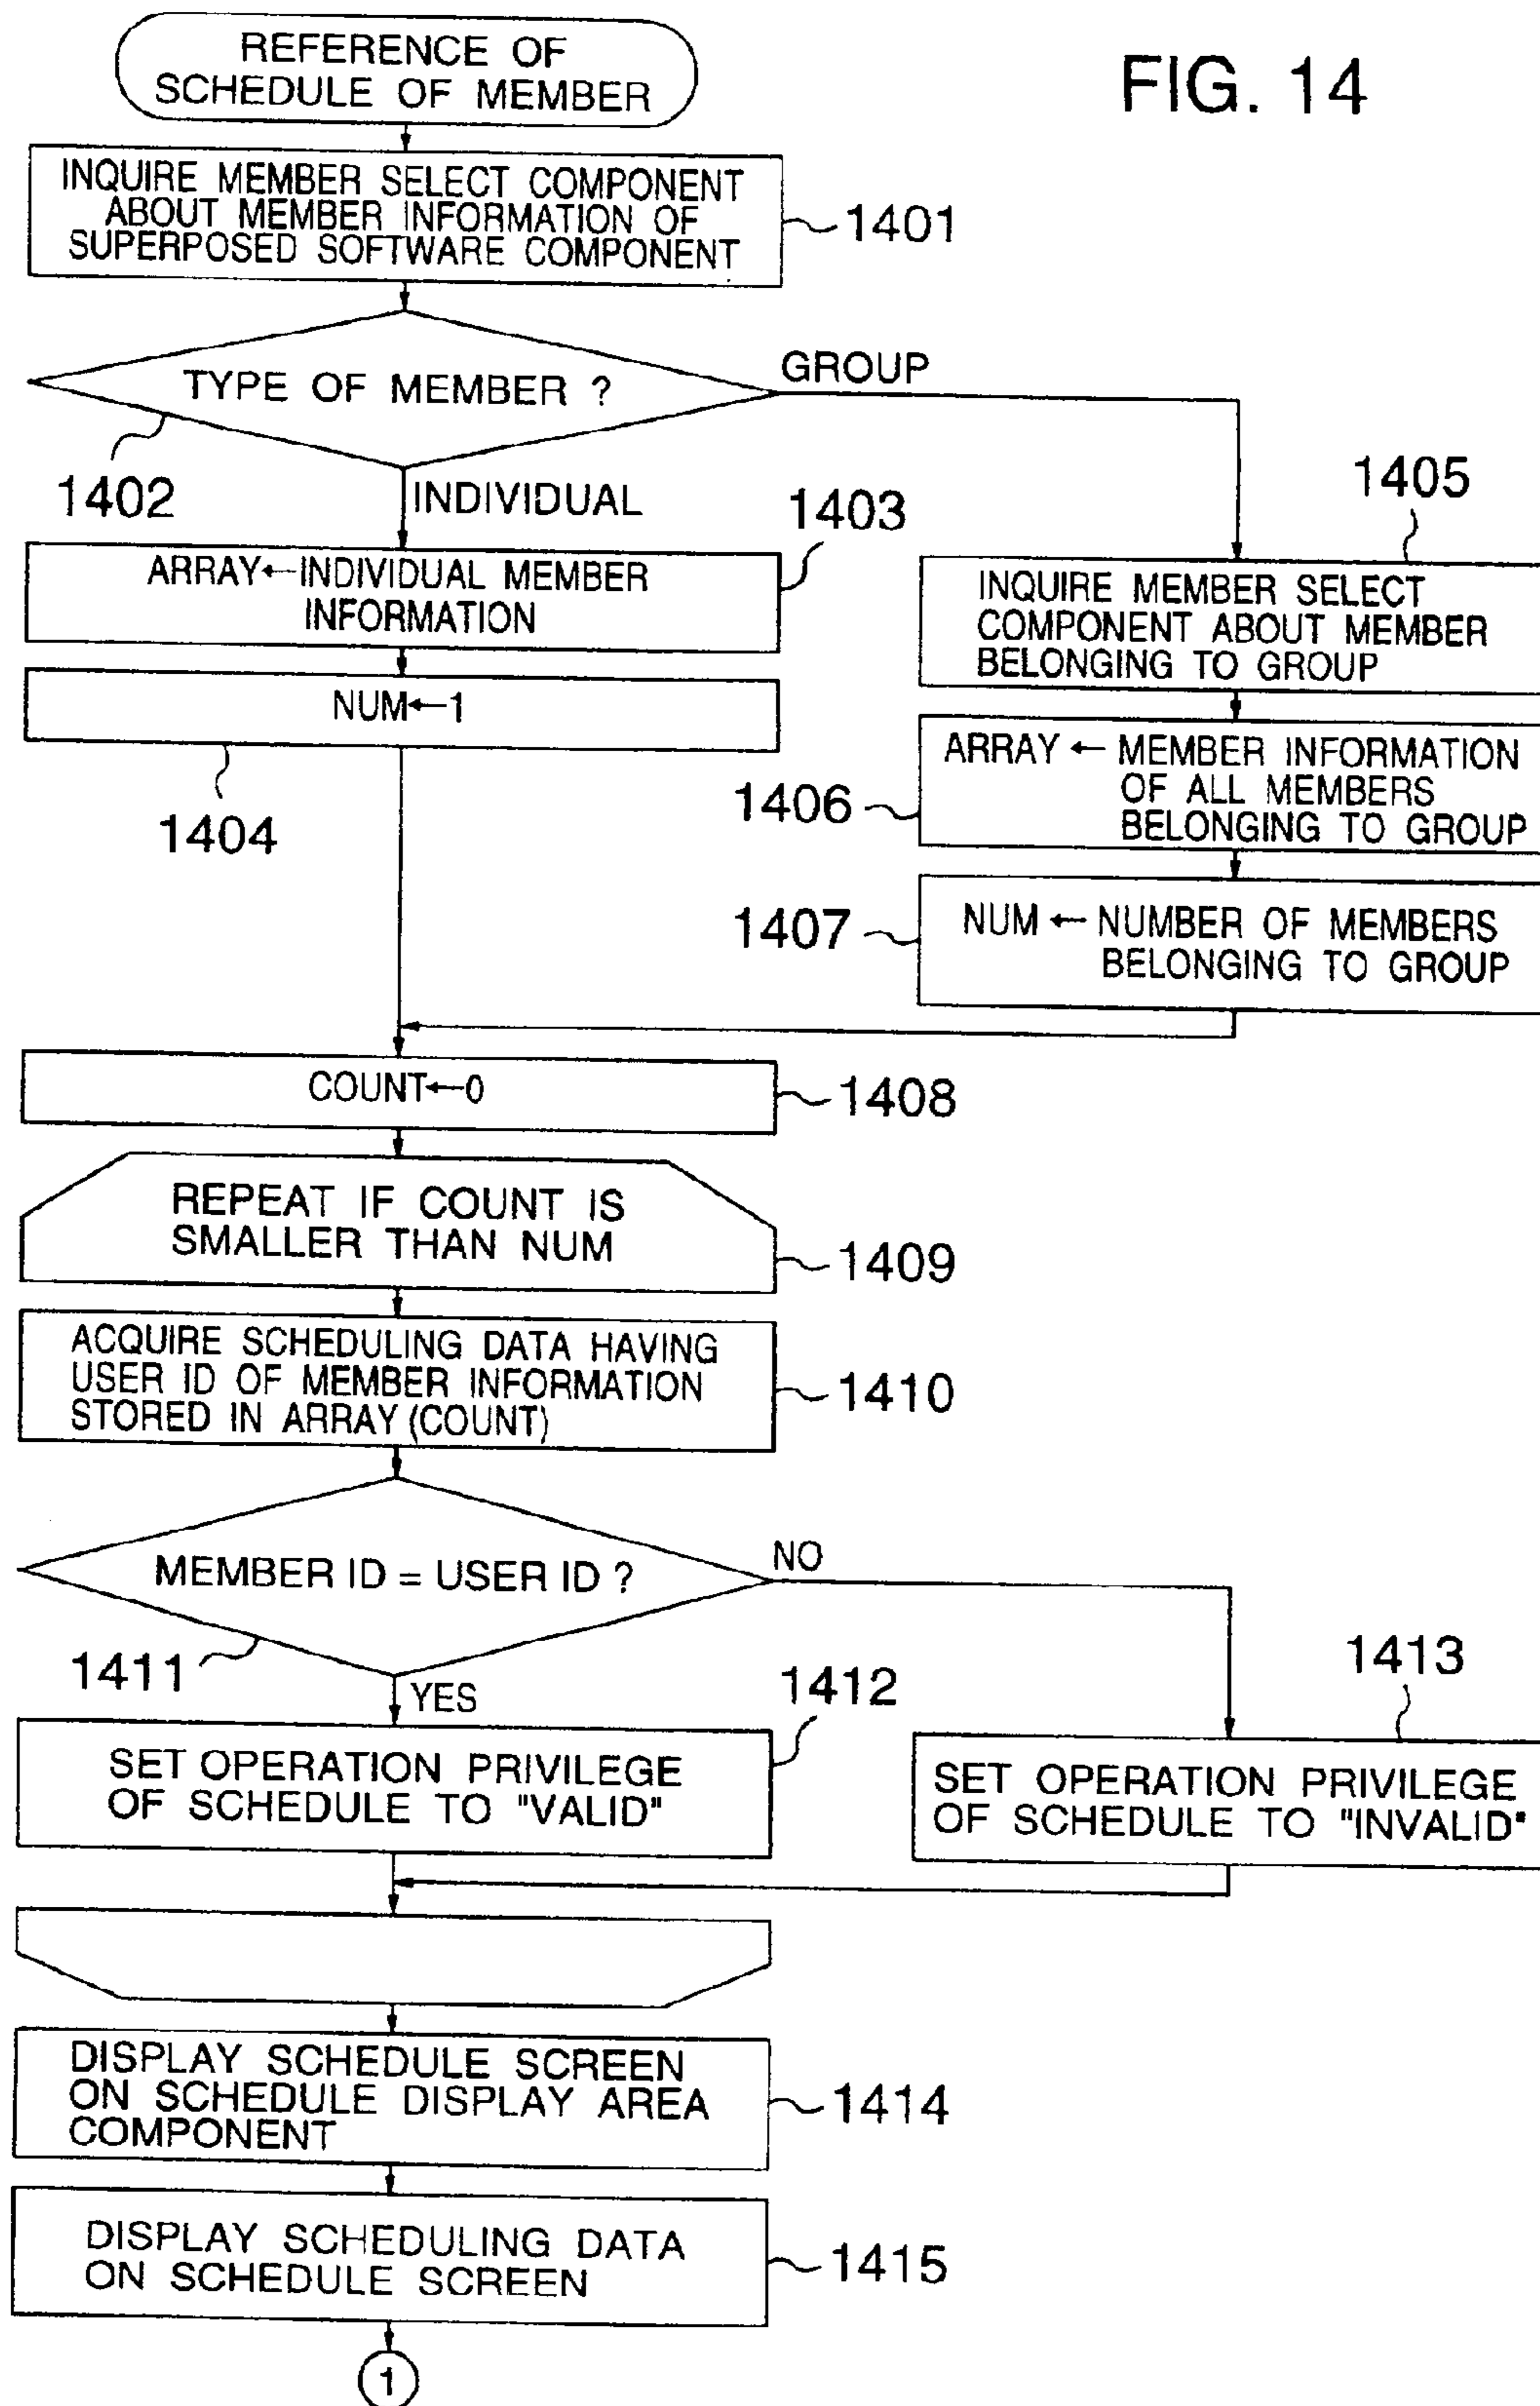 REFERENCE OF
SCHEDULE OF MEMBER
FIG. 14
INQUIRE MEMBER SELECT COMPONENT
ABOUT MEMBER INFORMATION OF
SUPERPOSED SOFTWARE COMPONENT
1401
TYPE OF MEMBER ?
GROUP
1402
INDIVIDUAL
1403
ARRAY←INDIVIDUAL MEMBER
INFORMATION
1405
INQUIRE MEMBER SELECT
COMPONENT ABOUT MEMBER
BELONGING TO GROUP
NUM←1
1404
1406
ARRAY ← MEMBER INFORMATION
OF ALL MEMBERS
BELONGING TO GROUP
1407
NUM ← NUMBER OF MEMBERS
BELONGING TO GROUP
COUNT←0
1408
REPEAT IF COUNT IS
SMALLER THAN NUM
1409
ACQUIRE SCHEDULING DATA HAVING
USER ID OF MEMBER INFORMATION
STORED IN ARRAY (COUNT)
1410
MEMBER ID = USER ID ?
NO
1411
YES
1412
1413
SET OPERATION PRIVILEGE
OF SCHEDULE TO "VALID"
SET OPERATION PRIVILEGE
OF SCHEDULE TO "INVALID"
DISPLAY SCHEDULE SCREEN
ON SCHEDULE DISPLAY AREA
COMPONENT
1414
DISPLAY SCHEDULING DATA
ON SCHEDULE SCREEN
1415
1